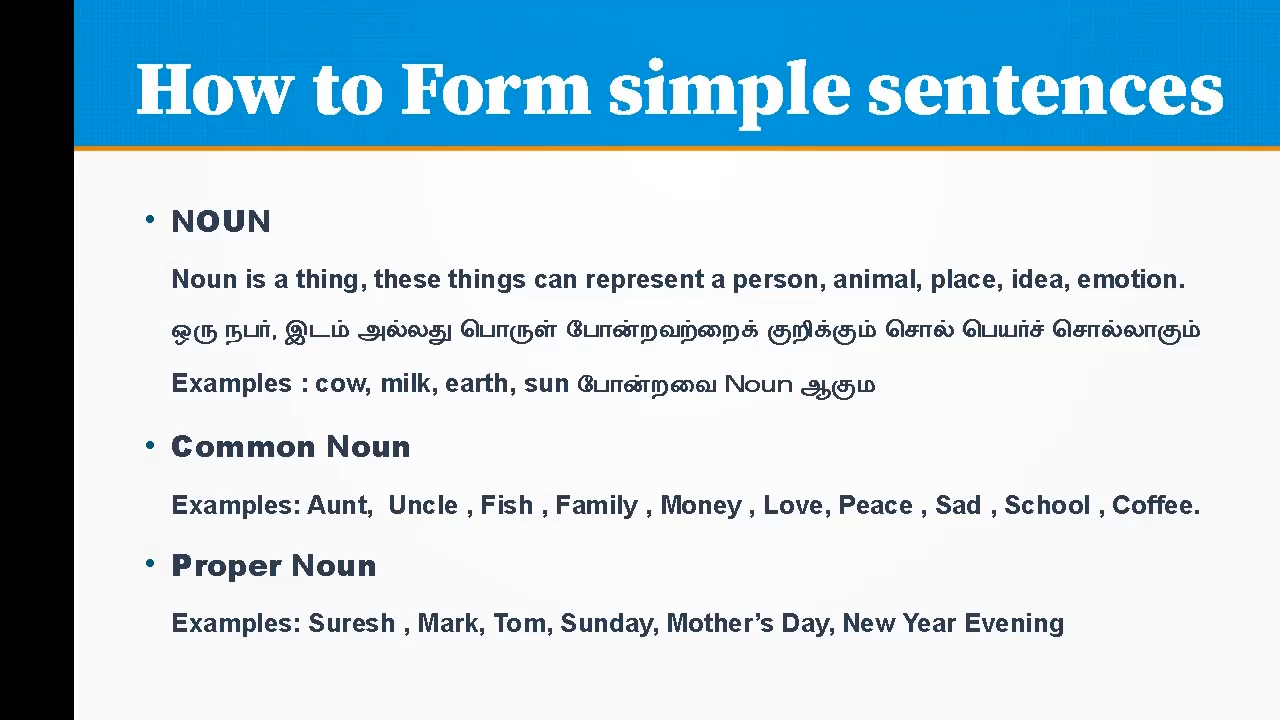 How to Form simple sentences
• NOUN
Noun is a thing, these things can represent a person, animal, place, idea, emotion.
ஒரு நபர், இடம் அல்லது பொருள் போன்றவற்றைக் குறிக்கும் சொல் பெயர்ச் சொல்லாகும்
Examples : cow, milk, earth, sun போன்றவை Noun ஆகும
• Common Noun
Examples: Aunt,  Uncle , Fish , Family , Money , Love, Peace , Sad , School , Coffee.
• Proper Noun
Examples: Suresh , Mark, Tom, Sunday, Mother’s Day, New Year Evening